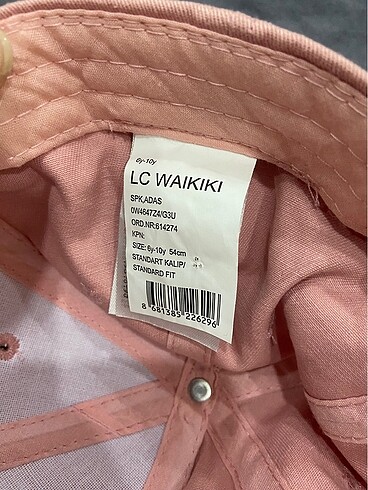 6y-10y
LC WAIKIKI
SPK,ADAS
0W4647Z4/G3U
ORD.NR:614274
KPN:
SIZE: 6y-10y 54cm
STANDART KALIP/
STANDARD FIT
8 681385 226296